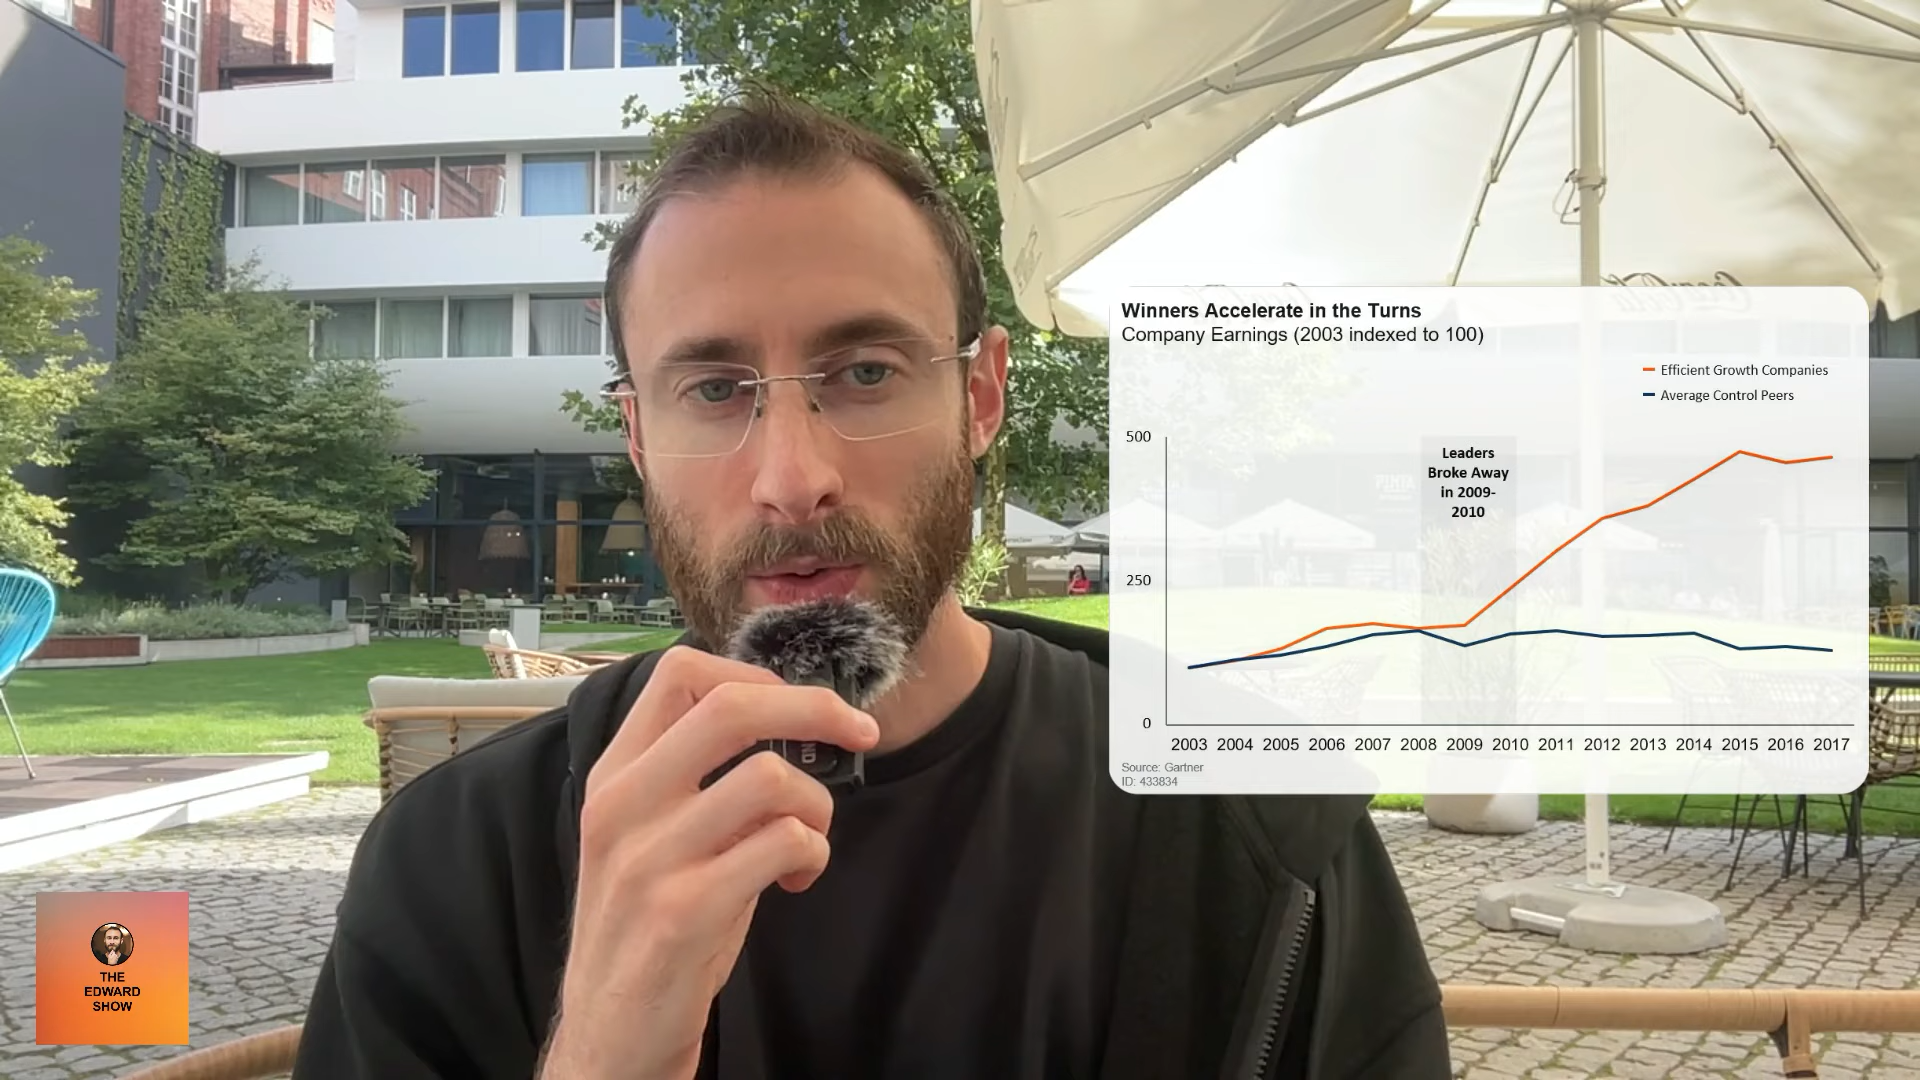 Winners Accelerate in the Turns
Company Earnings (2003 indexed to 100)
Efficient Growth Companies
Average Control Peers
500
Leaders
Broke Away
in 2009-
2010
250
0
2003 2004 2005 2006 2007 2008 2009 2010 2011 2012 2013 2014 2015 2016 2017
Source: Gartner
ID: 433834
THE
EDWARD
SHOW